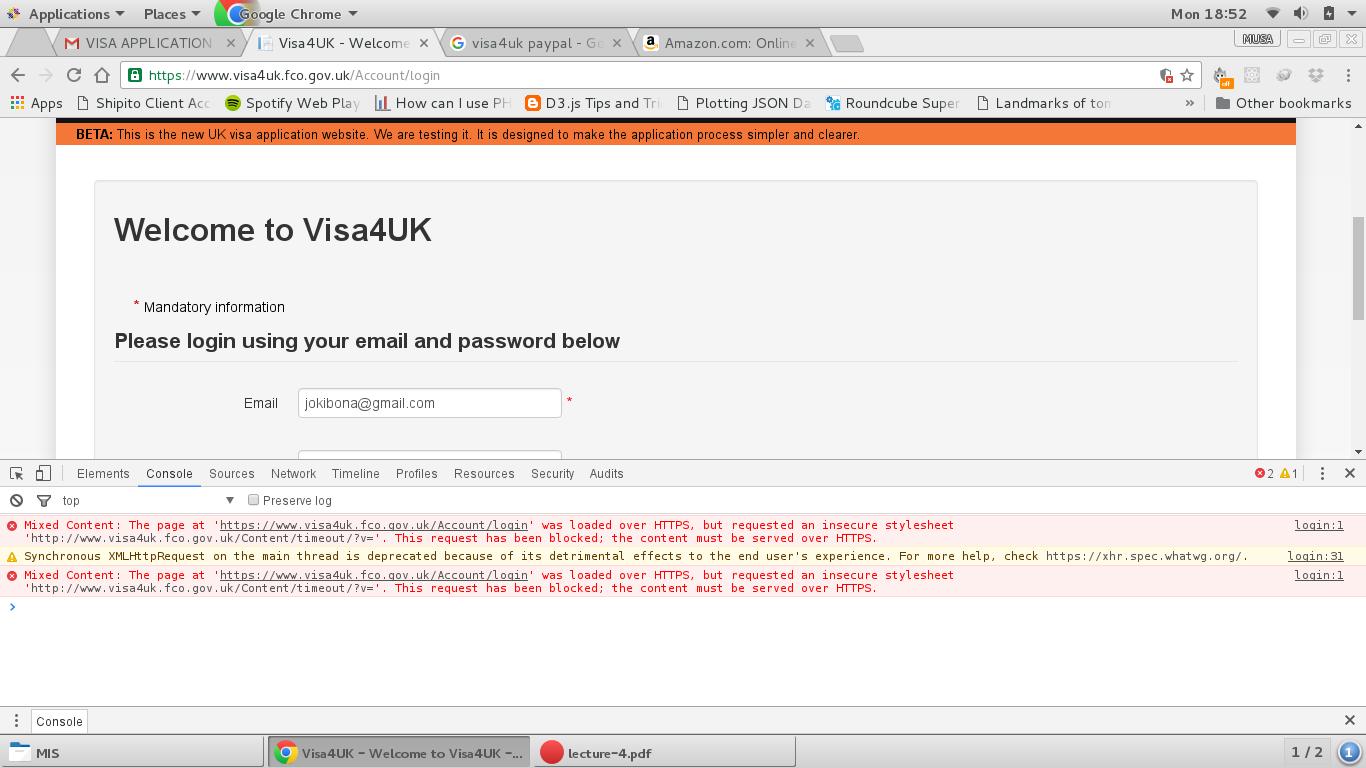 Applications Places Google Chrome Mon 18:52
VISA APPLICATION Visa4UK - Welcome visa4uk paypal - Go Amazon.com: Online MUSA
https://www.visa4uk.fco.gov.uk/Account/login
off
Apps Shipito Client Acc Spotify Web Play How can I use PH D3.js Tips and Tri Plotting JSON Da Roundcube Super Landmarks of tom » Other bookmarks
BETA: This is the new UK visa application website. We are testing it. It is designed to make the application process simpler and clearer.
Welcome to Visa4UK
* Mandatory information
Please login using your email and password below
Email jokibona@gmail.com *
Elements Console Sources Network Timeline Profiles Resources Security Audits 2 1
top Preserve log
Mixed Content: The page at 'https://www.visa4uk.fco.gov.uk/Account/login' was loaded over HTTPS, but requested an insecure stylesheet login:1
'http://www.visa4uk.fco.gov.uk/Content/timeout/?v='. This request has been blocked; the content must be served over HTTPS.
Synchronous XMLHttpRequest on the main thread is deprecated because of its detrimental effects to the end user's experience. For more help, check https://xhr.spec.whatwg.org/. login:31
Mixed Content: The page at 'https://www.visa4uk.fco.gov.uk/Account/login' was loaded over HTTPS, but requested an insecure stylesheet login:1
'http://www.visa4uk.fco.gov.uk/Content/timeout/?v='. This request has been blocked; the content must be served over HTTPS.
Console
MIS Visa4UK - Welcome to Visa4UK -... lecture-4.pdf 1 / 2 1